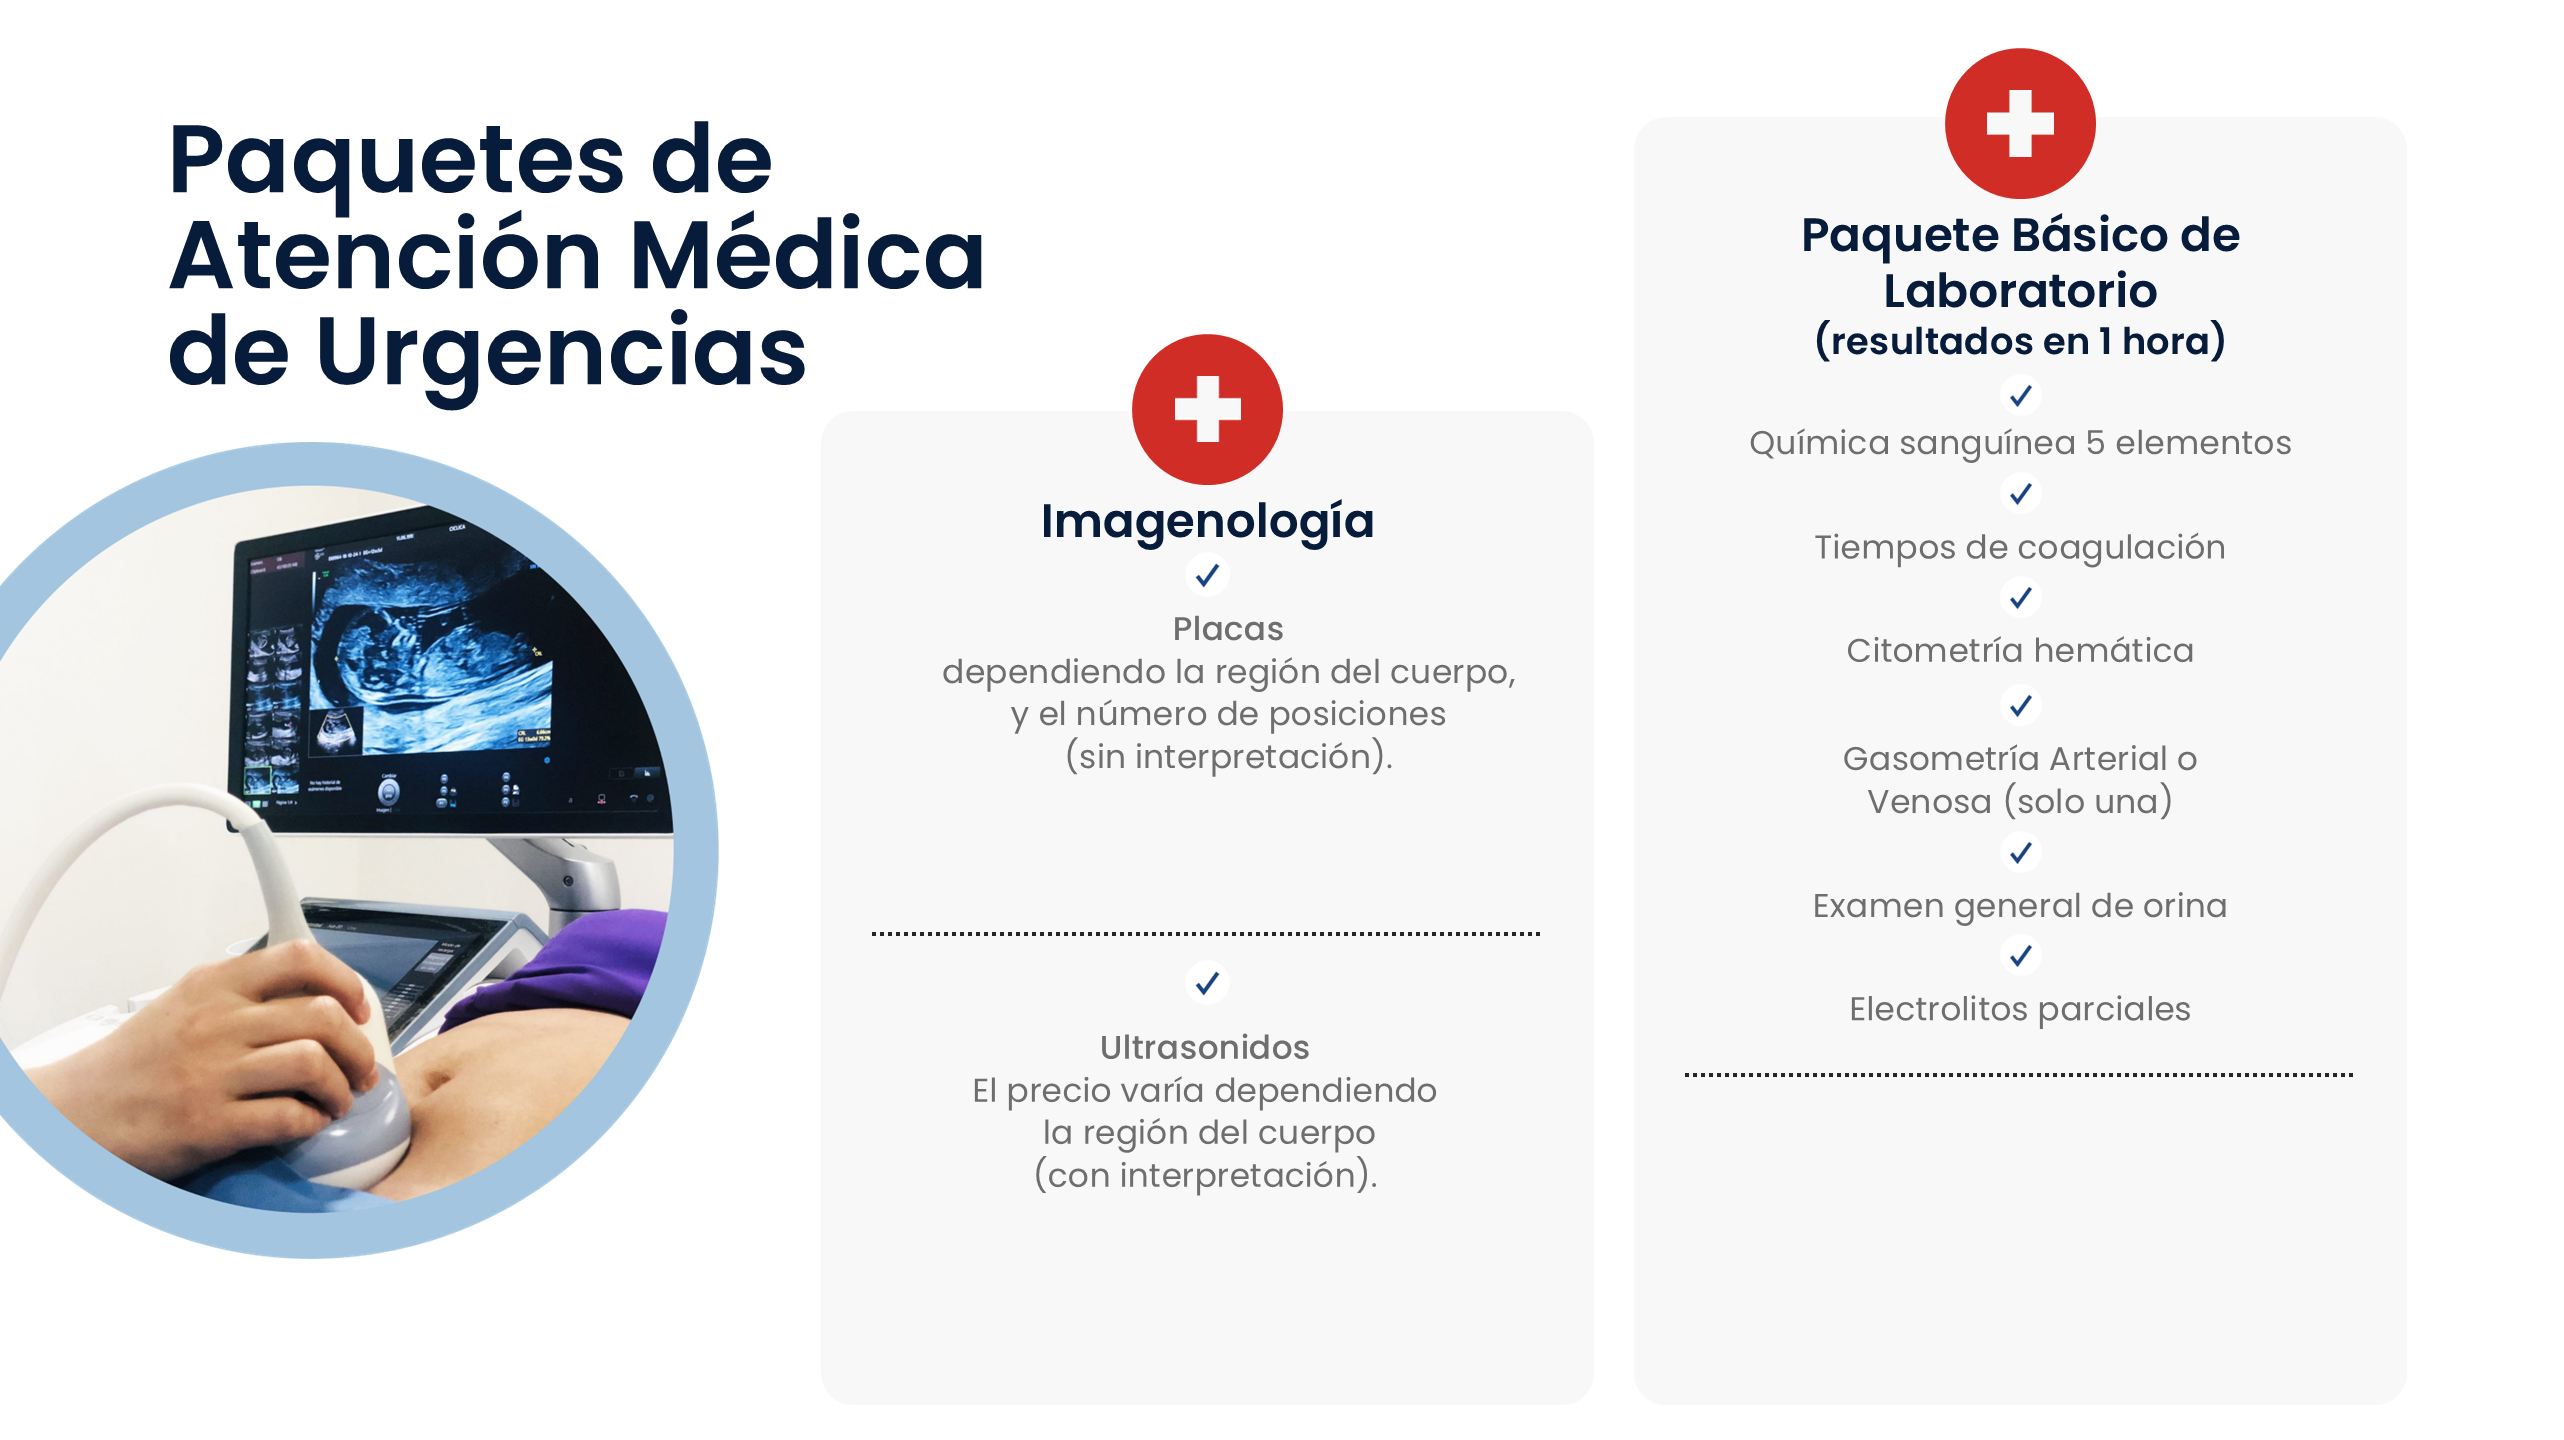 Paquetes de
Atención Médica
de Urgencias
Imagenología
Placas
dependiendo la región del cuerpo,
y el número de posiciones
(sin interpretación).
Ultrasonidos
El precio varía dependiendo
la región del cuerpo
(con interpretación).
Paquete Básico de
Laboratorio
(resultados en 1 hora)
Química sanguínea 5 elementos
Tiempos de coagulación
Citometría hemática
Gasometría Arterial o
Venosa (solo una)
Examen general de orina
Electrolitos parciales